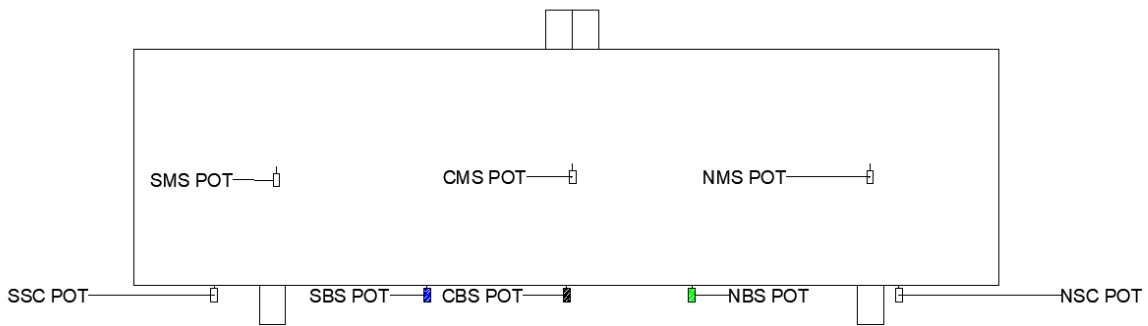 SMS POT
CMS POT
NMS POT
SSC POT
SBS POT
CBS POT
NBS POT
NSC POT